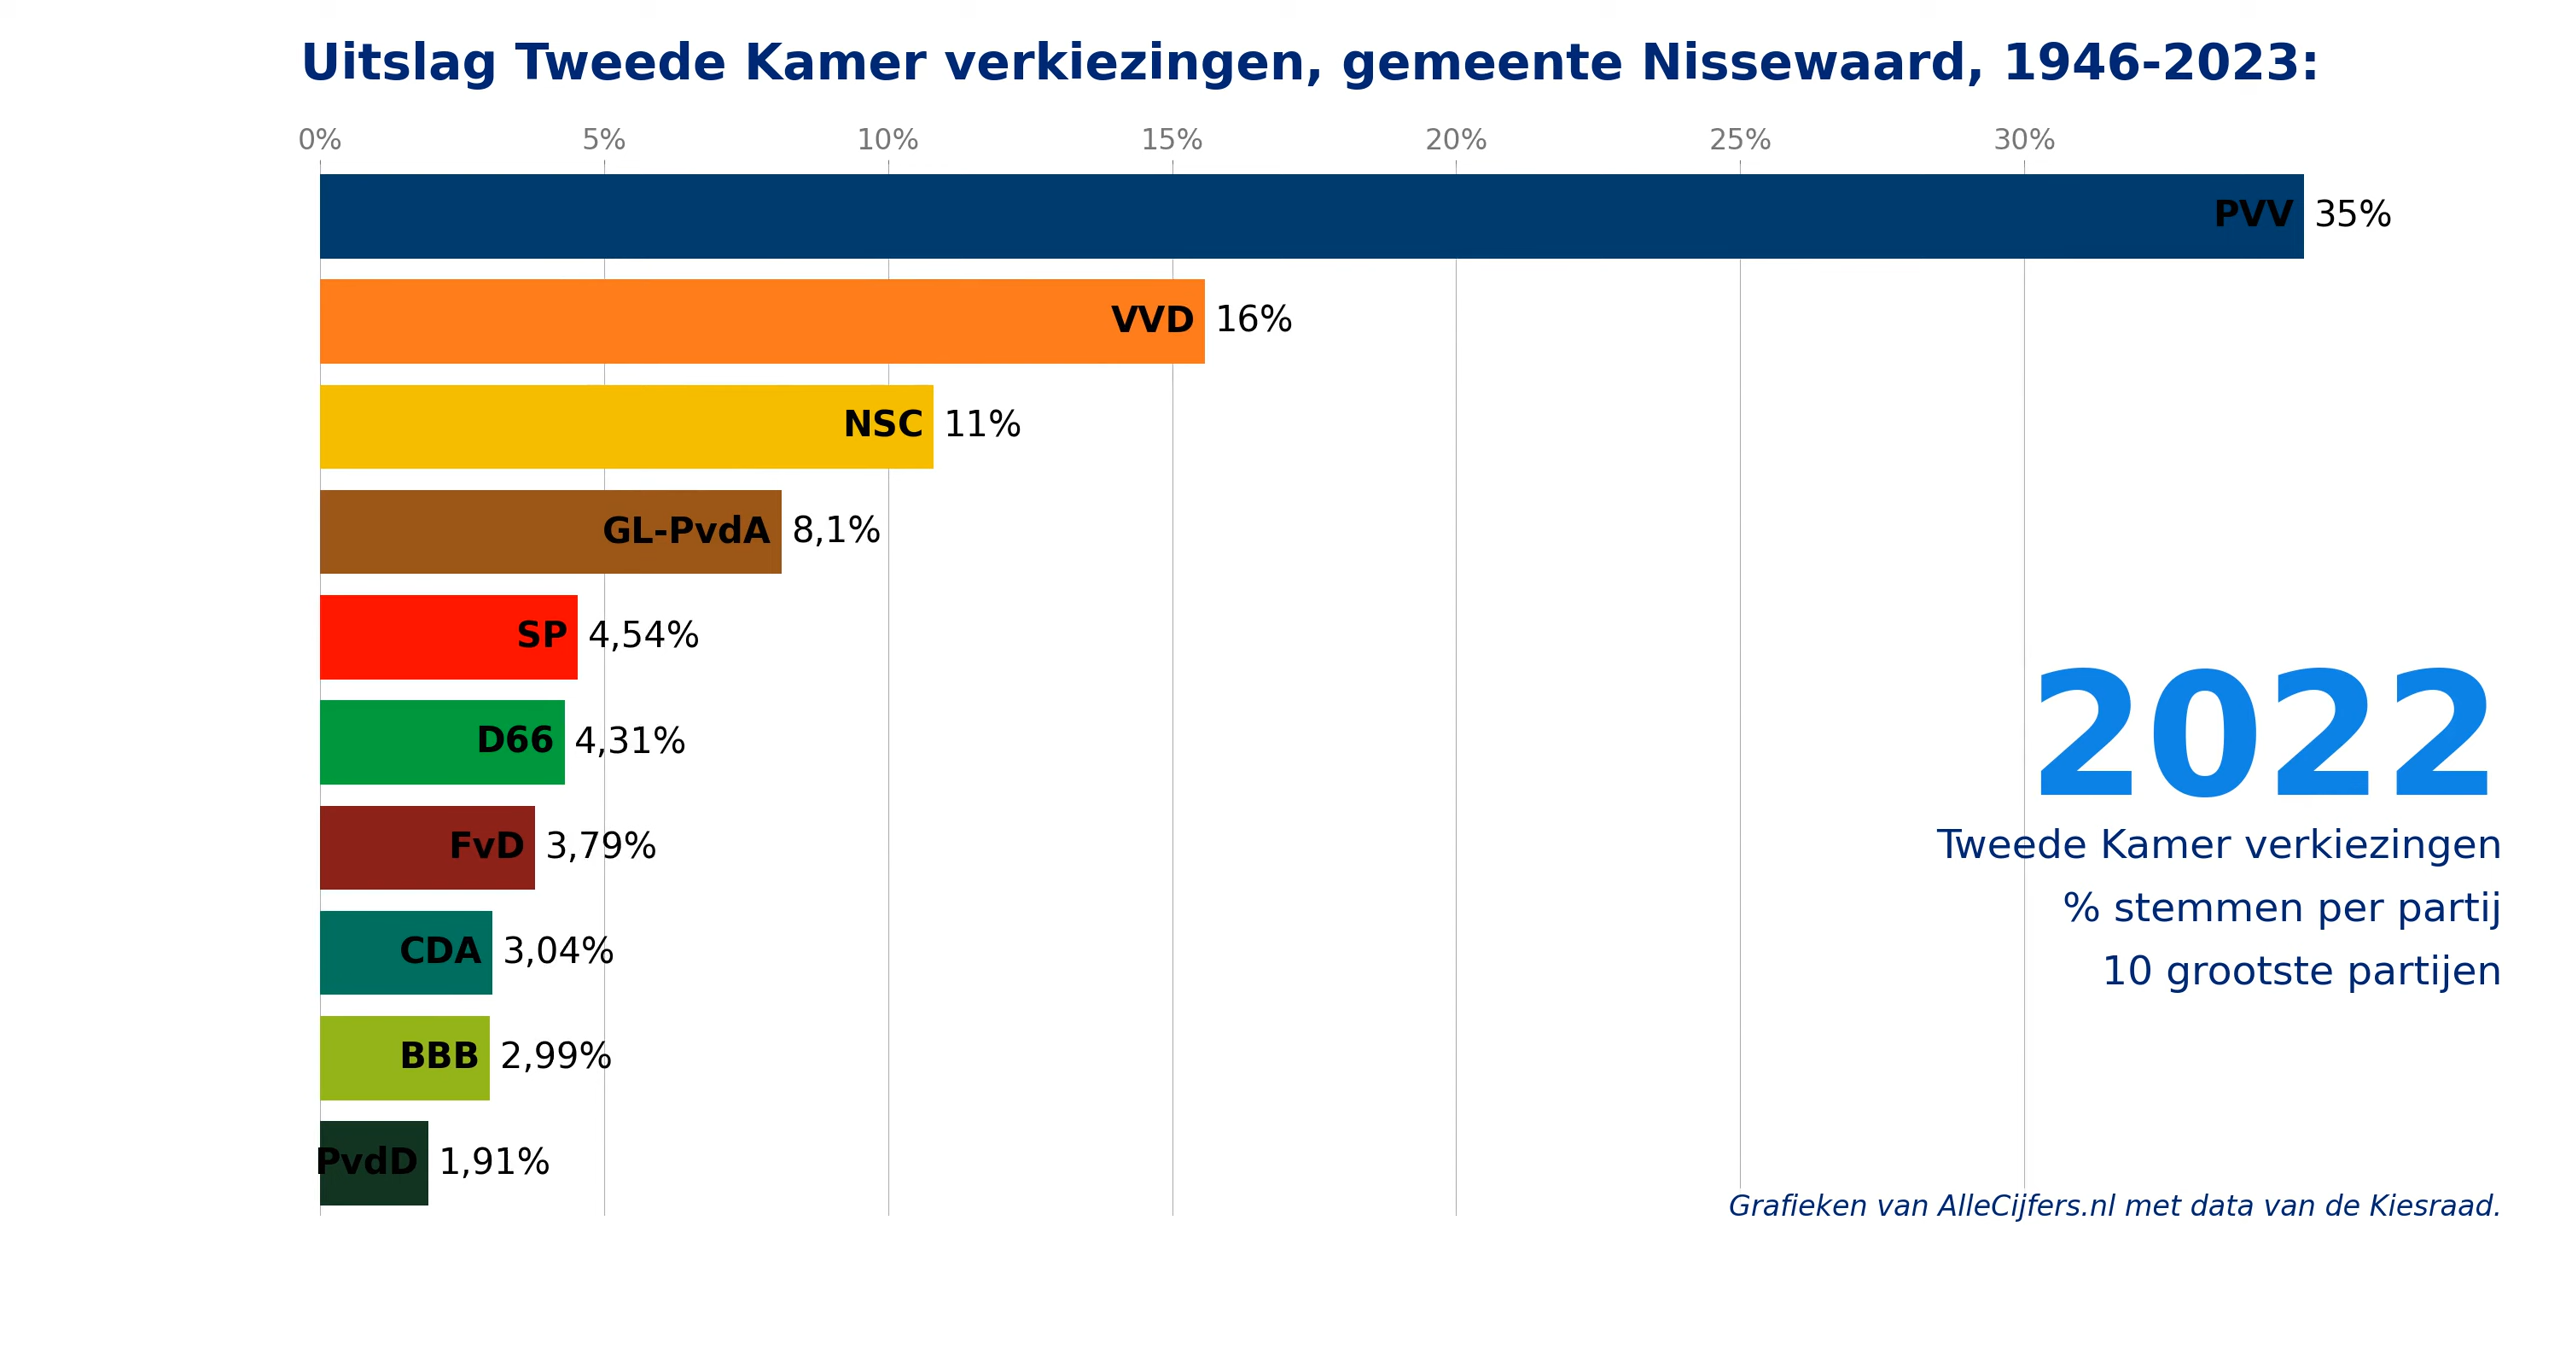 Uitslag Tweede Kamer verkiezingen, gemeente Nissewaard, 1946-2023:
0% 5% 10% 15% 20% 25% 30%
PVV 35%
VVD 16%
NSC 11%
GL-PvdA 8,1%
SP 4,54%
D66 4,31%
FvD 3,79%
CDA 3,04%
BBB 2,99%
PvdD 1,91%
2022
Tweede Kamer verkiezingen
% stemmen per partij
10 grootste partijen
Grafieken van AlleCijfers.nl met data van de Kiesraad.